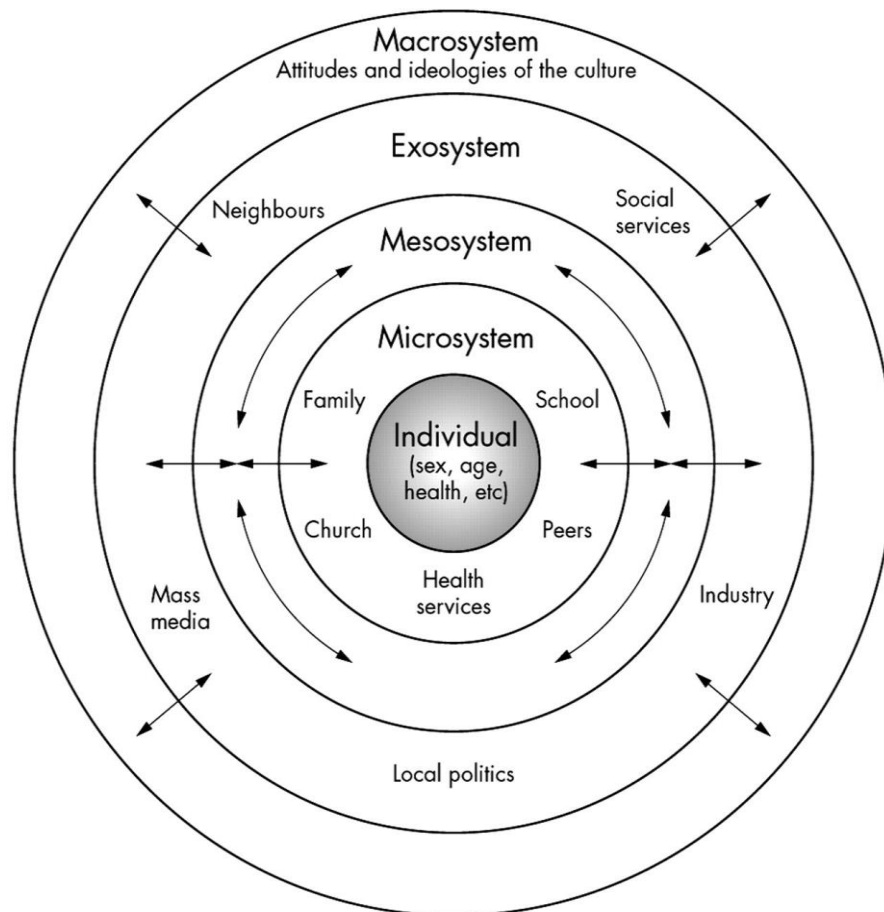 Macrosystem
Attitudes and ideologies of the culture
Exosystem
Neighbours
Social
services
Mesosystem
Microsystem
Family
School
Individual
(sex, age,
health, etc)
Church
Peers
Health
services
Mass
media
Industry
Local politics